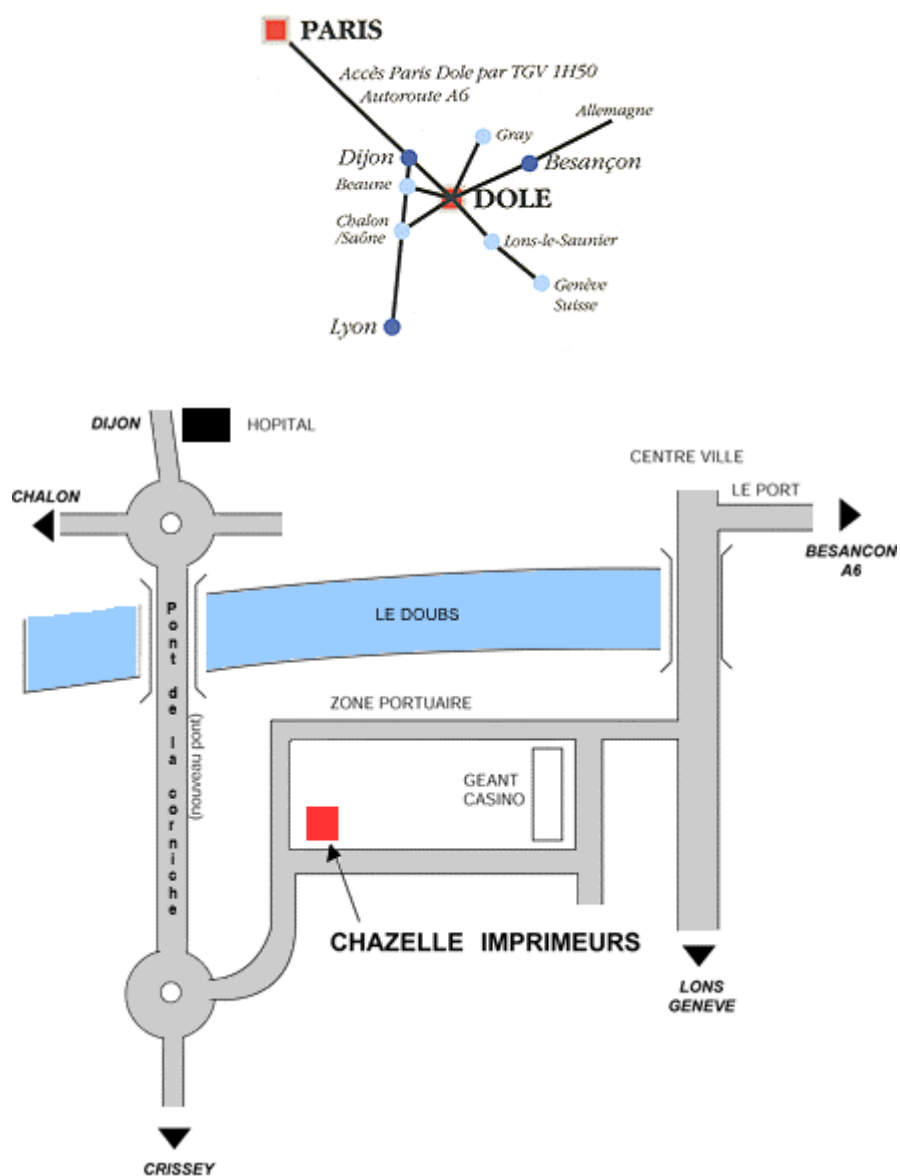 PARIS
Accès Paris Dole par TGV 1H50
Autoroute A6
Allemagne
Gray
Dijon
Besançon
Beaune
DOLE
Chalon
/Saône
Lons-le-Saunier
Genève
Suisse
Lyon
DIJON
HOPITAL
CENTRE VILLE
CHALON
LE PORT
BESANCON
A6
LE DOUBS
Pont de la corniche
(nouveau pont)
ZONE PORTUAIRE
GEANT
CASINO
CHAZELLE IMPRIMEURS
LONS
GENEVE
CRISSEY